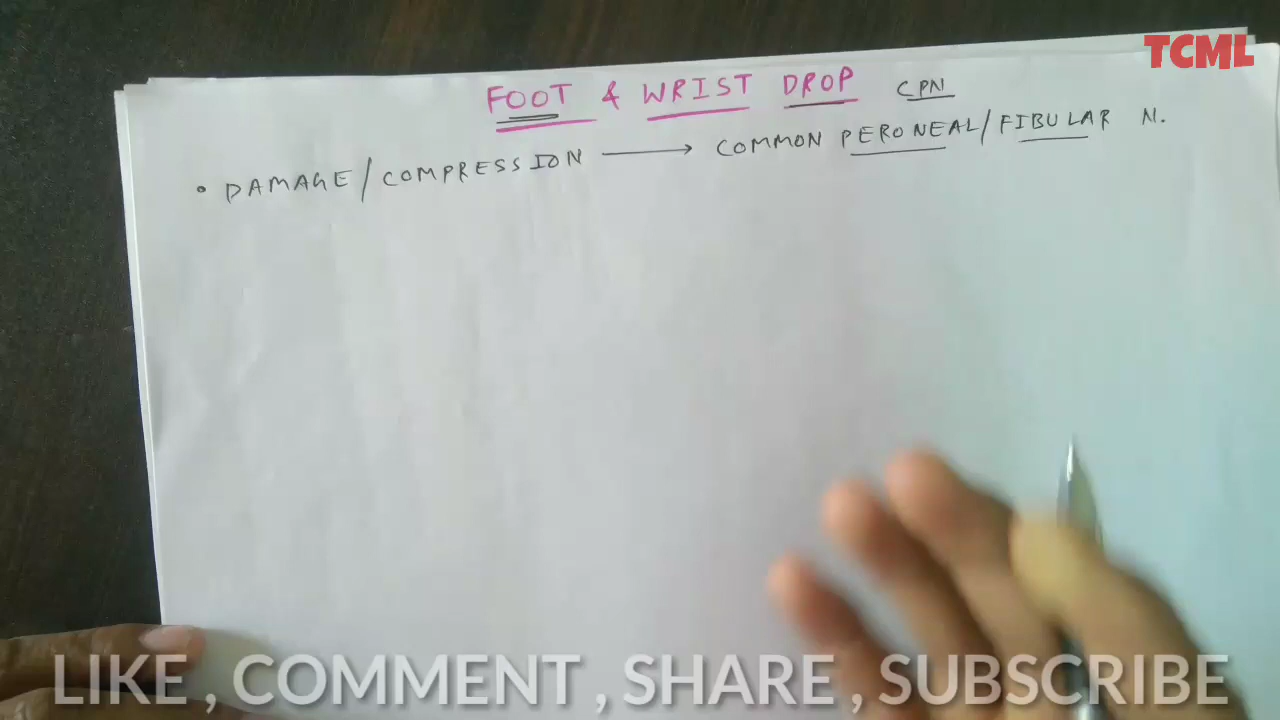 TCML
FOOT & WRIST DROP CPN
• DAMAGE/COMPRESSION → COMMON PERONEAL/FIBULAR N.
LIKE , COMMENT , SHARE , SUBSCRIBE